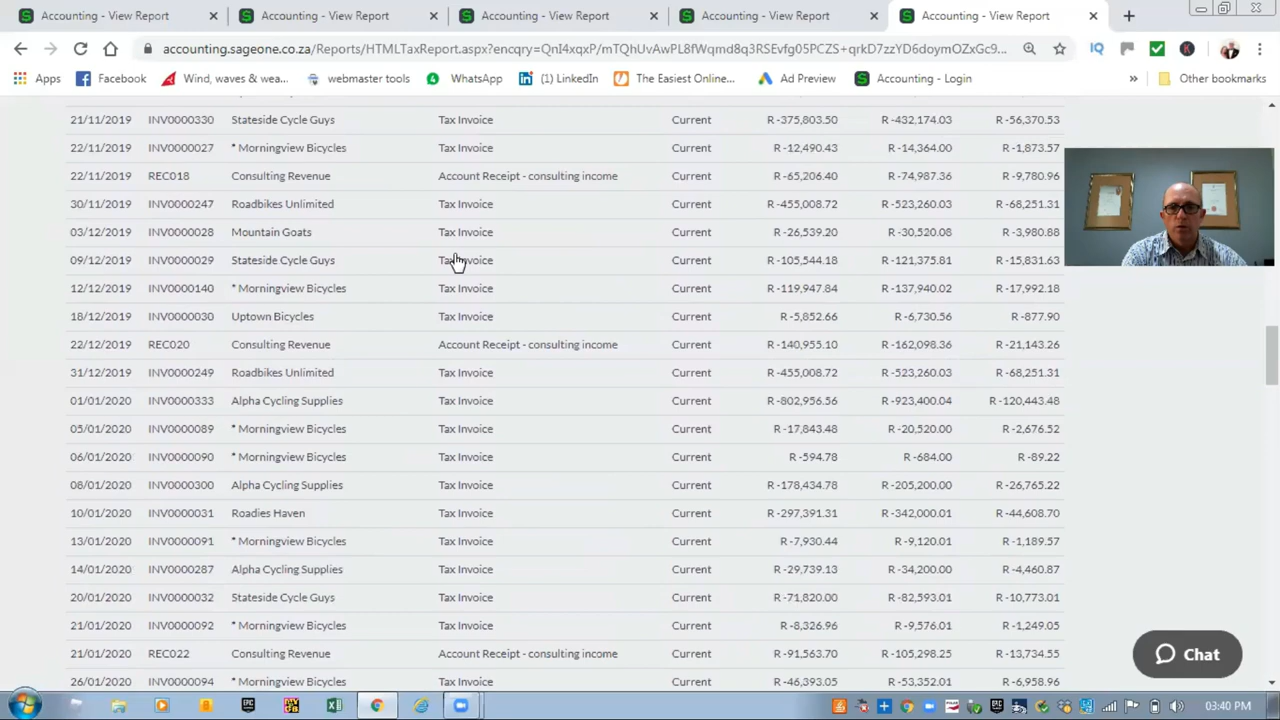 Accounting - View Report
Accounting - View Report
Accounting - View Report
Accounting - View Report
Accounting - View Report
accounting.sageone.co.za/Reports/HTMLTaxReport.aspx?encqry=QnI4xqxP/mTQhUvAwPL8fWqmd8q3RSEvfg05PCZS+qrkD7zzYD6doymOZxGc9...
Apps
Facebook
Wind, waves & wea...
webmaster tools
WhatsApp
(1) LinkedIn
The Easiest Online...
Ad Preview
Accounting - Login
» Other bookmarks
21/11/2019 INV0000330 Stateside Cycle Guys Tax Invoice Current R -375,803.50 R -432,174.03 R -56,370.53
22/11/2019 INV0000027 * Morningview Bicycles Tax Invoice Current R -12,490.43 R -14,364.00 R -1,873.57
22/11/2019 REC018 Consulting Revenue Account Receipt - consulting income Current R -65,206.40 R -74,987.36 R -9,780.96
30/11/2019 INV0000247 Roadbikes Unlimited Tax Invoice Current R -455,008.72 R -523,260.03 R -68,251.31
03/12/2019 INV0000028 Mountain Goats Tax Invoice Current R -26,539.20 R -30,520.08 R -3,980.88
09/12/2019 INV0000029 Stateside Cycle Guys Tax Invoice Current R -105,544.18 R -121,375.81 R -15,831.63
12/12/2019 INV0000140 * Morningview Bicycles Tax Invoice Current R -119,947.84 R -137,940.02 R -17,992.18
18/12/2019 INV0000030 Uptown Bicycles Tax Invoice Current R -5,852.66 R -6,730.56 R -877.90
22/12/2019 REC020 Consulting Revenue Account Receipt - consulting income Current R -140,955.10 R -162,098.36 R -21,143.26
31/12/2019 INV0000249 Roadbikes Unlimited Tax Invoice Current R -455,008.72 R -523,260.03 R -68,251.31
01/01/2020 INV0000333 Alpha Cycling Supplies Tax Invoice Current R -802,956.56 R -923,400.04 R -120,443.48
05/01/2020 INV0000089 * Morningview Bicycles Tax Invoice Current R -17,843.48 R -20,520.00 R -2,676.52
06/01/2020 INV0000090 * Morningview Bicycles Tax Invoice Current R -594.78 R -684.00 R -89.22
08/01/2020 INV0000300 Alpha Cycling Supplies Tax Invoice Current R -178,434.78 R -205,200.00 R -26,765.22
10/01/2020 INV0000031 Roadies Haven Tax Invoice Current R -297,391.31 R -342,000.01 R -44,608.70
13/01/2020 INV0000091 * Morningview Bicycles Tax Invoice Current R -7,930.44 R -9,120.01 R -1,189.57
14/01/2020 INV0000287 Alpha Cycling Supplies Tax Invoice Current R -29,739.13 R -34,200.00 R -4,460.87
20/01/2020 INV0000032 Stateside Cycle Guys Tax Invoice Current R -71,820.00 R -82,593.01 R -10,773.01
21/01/2020 INV0000092 * Morningview Bicycles Tax Invoice Current R -8,326.96 R -9,576.01 R -1,249.05
21/01/2020 REC022 Consulting Revenue Account Receipt - consulting income Current R -91,563.70 R -105,298.25 R -13,734.55
26/01/2020 INV0000094 * Morningview Bicycles Tax Invoice Current R -46,393.05 R -53,352.01 R -6,958.96
Chat
03:40 PM